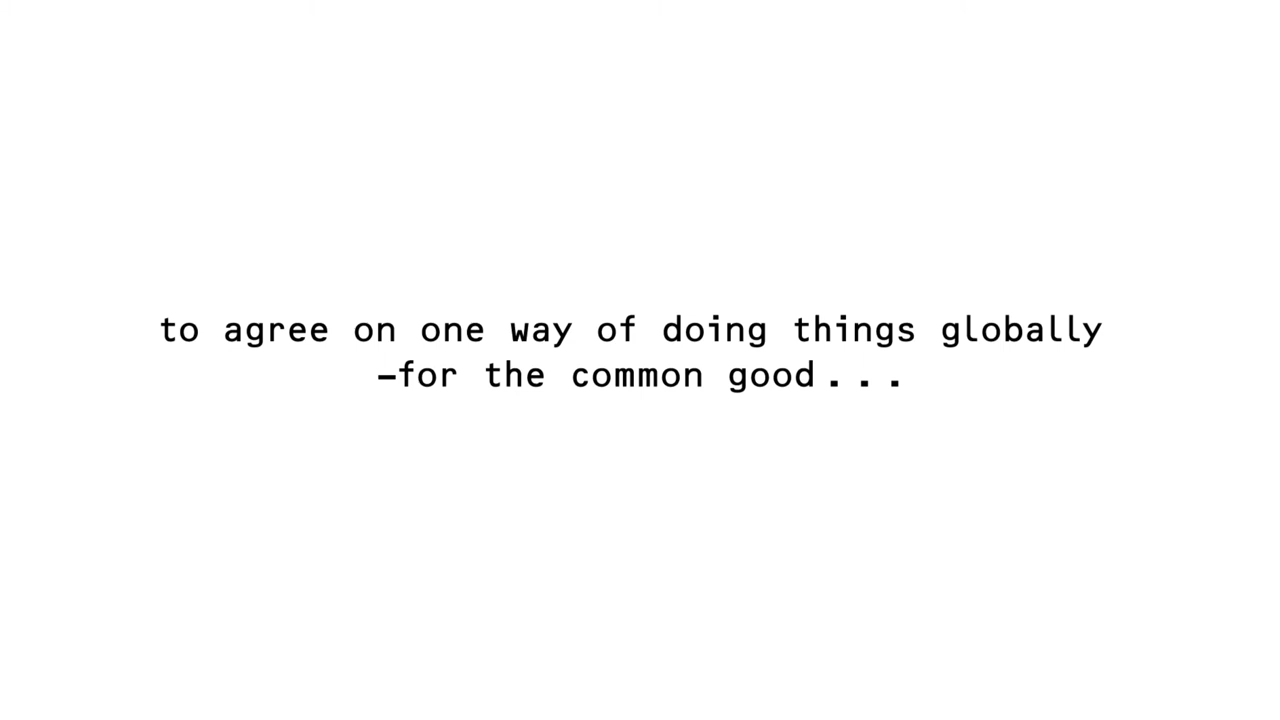 to agree on one way of doing things globally
–for the common good...